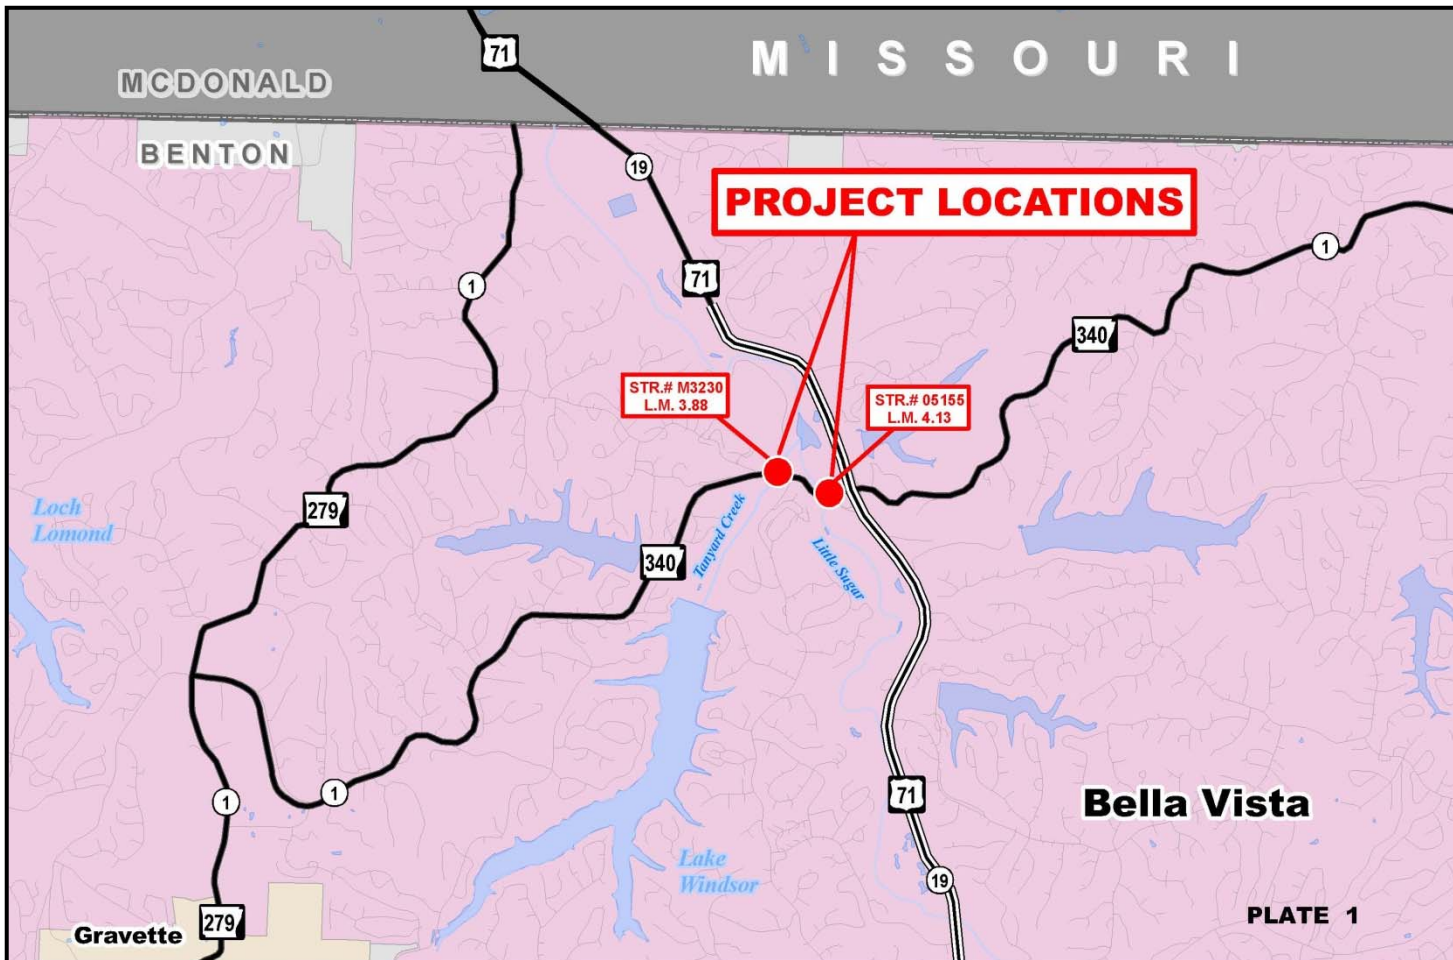 71
MISSOURI
MCDONALD
BENTON
19
PROJECT LOCATIONS
1
71
1
340
STR.# M3230
L.M. 3.88
STR.# 05155
L.M. 4.13
Loch
Lomond
279
Tanyard Creek
340
Little Sugar
71
Bella Vista
1
1
Lake
Windsor
19
PLATE 1
Gravette
279